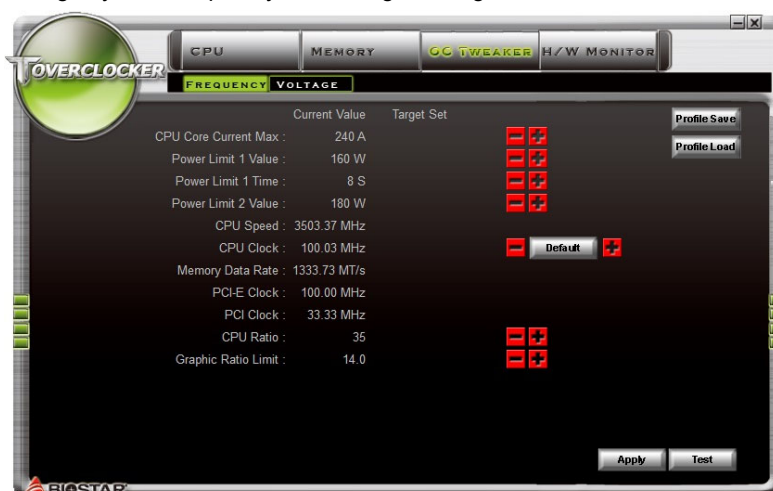 TOVERCLOCKER
CPU
MEMORY
OC TWEAKER
H/W MONITOR
FREQUENCY
VOLTAGE
Current Value
Target Set
Profile Save
Profile Load
CPU Core Current Max : 240 A
Power Limit 1 Value : 160 W
Power Limit 1 Time : 8 S
Power Limit 2 Value : 180 W
CPU Speed : 3503.37 MHz
CPU Clock : 100.03 MHz
Default
Memory Data Rate : 1333.73 MT/s
PCI-E Clock : 100.00 MHz
PCI Clock : 33.33 MHz
CPU Ratio : 35
Graphic Ratio Limit : 14.0
Apply
Test
BIOSTAR